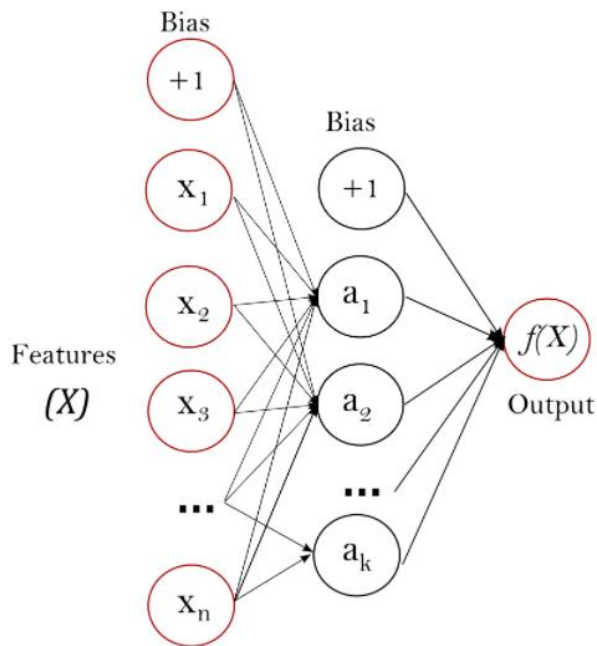 Bias
+1
x₁
x₂
x₃
...
xₙ
Features
(X)
Bias
+1
a₁
a₂
...
aₖ
f(X)
Output